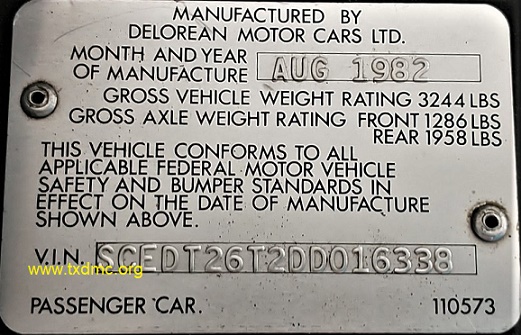 MANUFACTURED BY
DELOREAN MOTOR CARS LTD.
MONTH AND YEAR
OF MANUFACTURE AUG 1982
GROSS VEHICLE WEIGHT RATING 3244 LBS
GROSS AXLE WEIGHT RATING FRONT 1286 LBS
REAR 1958 LBS
THIS VEHICLE CONFORMS TO ALL
APPLICABLE FEDERAL MOTOR VEHICLE
SAFETY AND BUMPER STANDARDS IN
EFFECT ON THE DATE OF MANUFACTURE
SHOWN ABOVE.
V.I.N. SCEDT26T2DD016338
www.txdmc.org
PASSENGER CAR. 110573